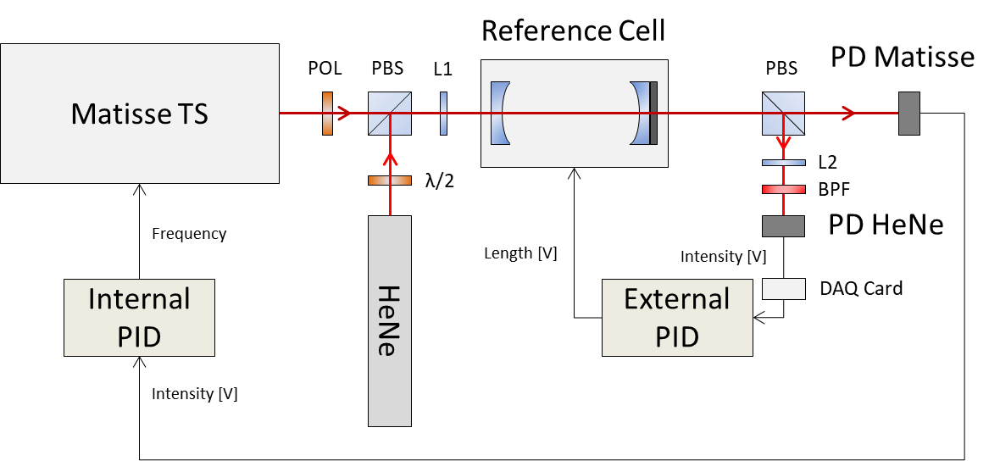 Reference Cell
PD Matisse
POL
PBS
L1
PBS
Matisse TS
L2
λ/2
BPF
PD HeNe
Frequency
Length [V]
Intensity [V]
DAQ Card
Internal
PID
HeNe
External
PID
Intensity [V]